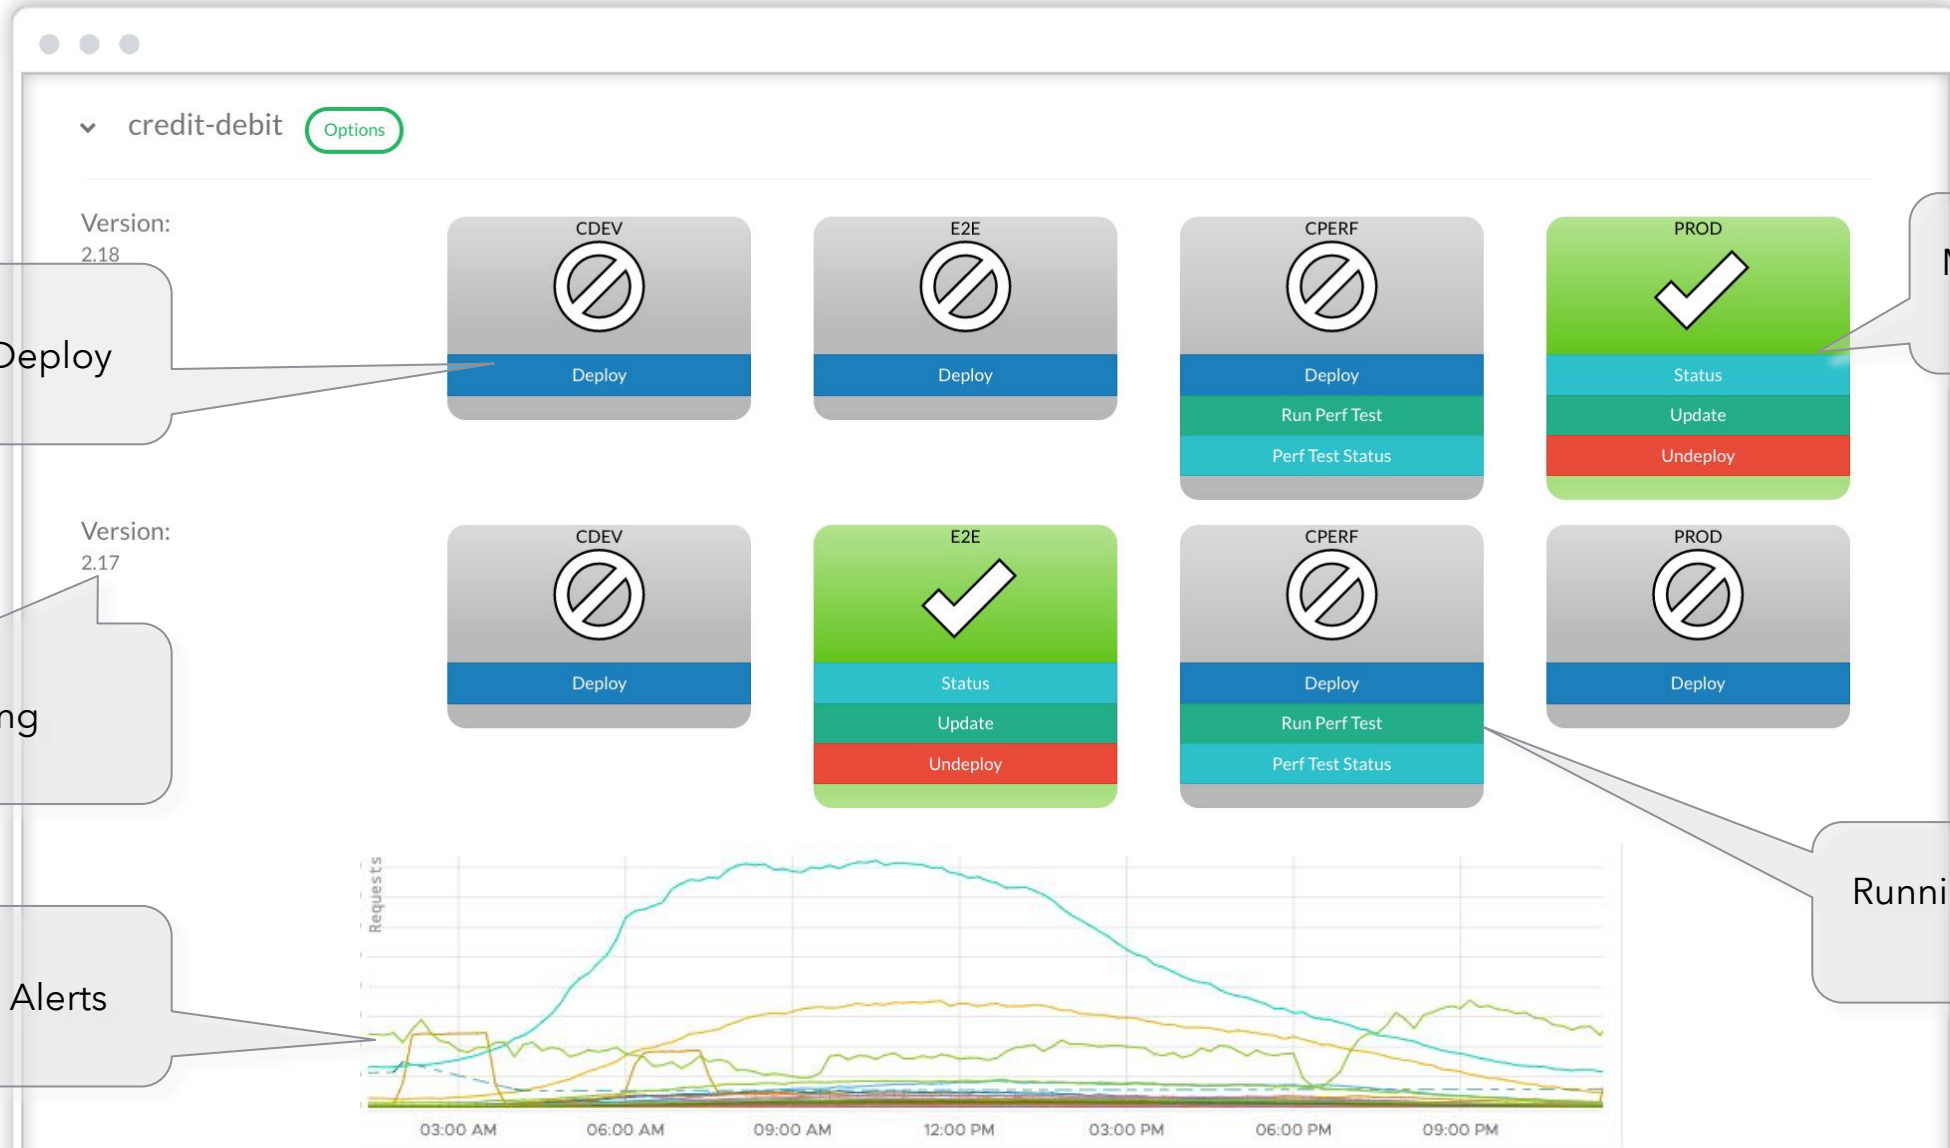 credit-debit
Options
Version:
2.18
CDEV
Deploy
E2E
Deploy
CPERF
Deploy
Run Perf Test
Perf Test Status
PROD
Status
Update
Undeploy
Deploy
Version:
2.17
CDEV
Deploy
E2E
Status
Update
Undeploy
CPERF
Deploy
Run Perf Test
Perf Test Status
PROD
Deploy
Alerts
Requests
03:00 AM
06:00 AM
09:00 AM
12:00 PM
03:00 PM
06:00 PM
09:00 PM